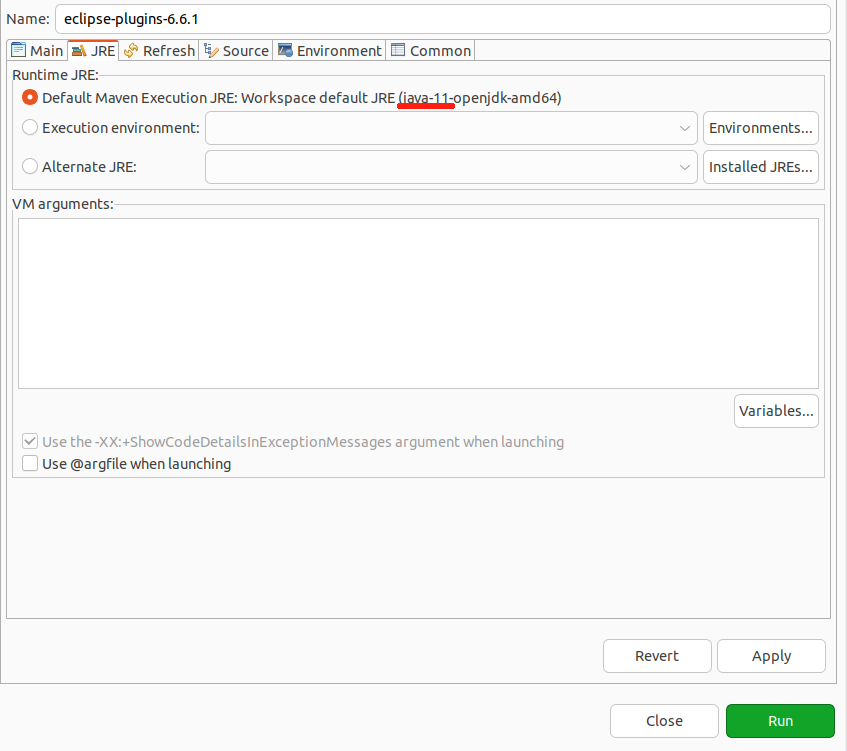 Name: eclipse-plugins-6.6.1
Main JRE Refresh Source Environment Common
Runtime JRE:
Default Maven Execution JRE: Workspace default JRE (java-11-openjdk-amd64)
Execution environment: Environments...
Alternate JRE: Installed JREs...
VM arguments:
Variables...
Use the -XX:+ShowCodeDetailsInExceptionMessages argument when launching
Use @argfile when launching
Revert Apply
Close Run